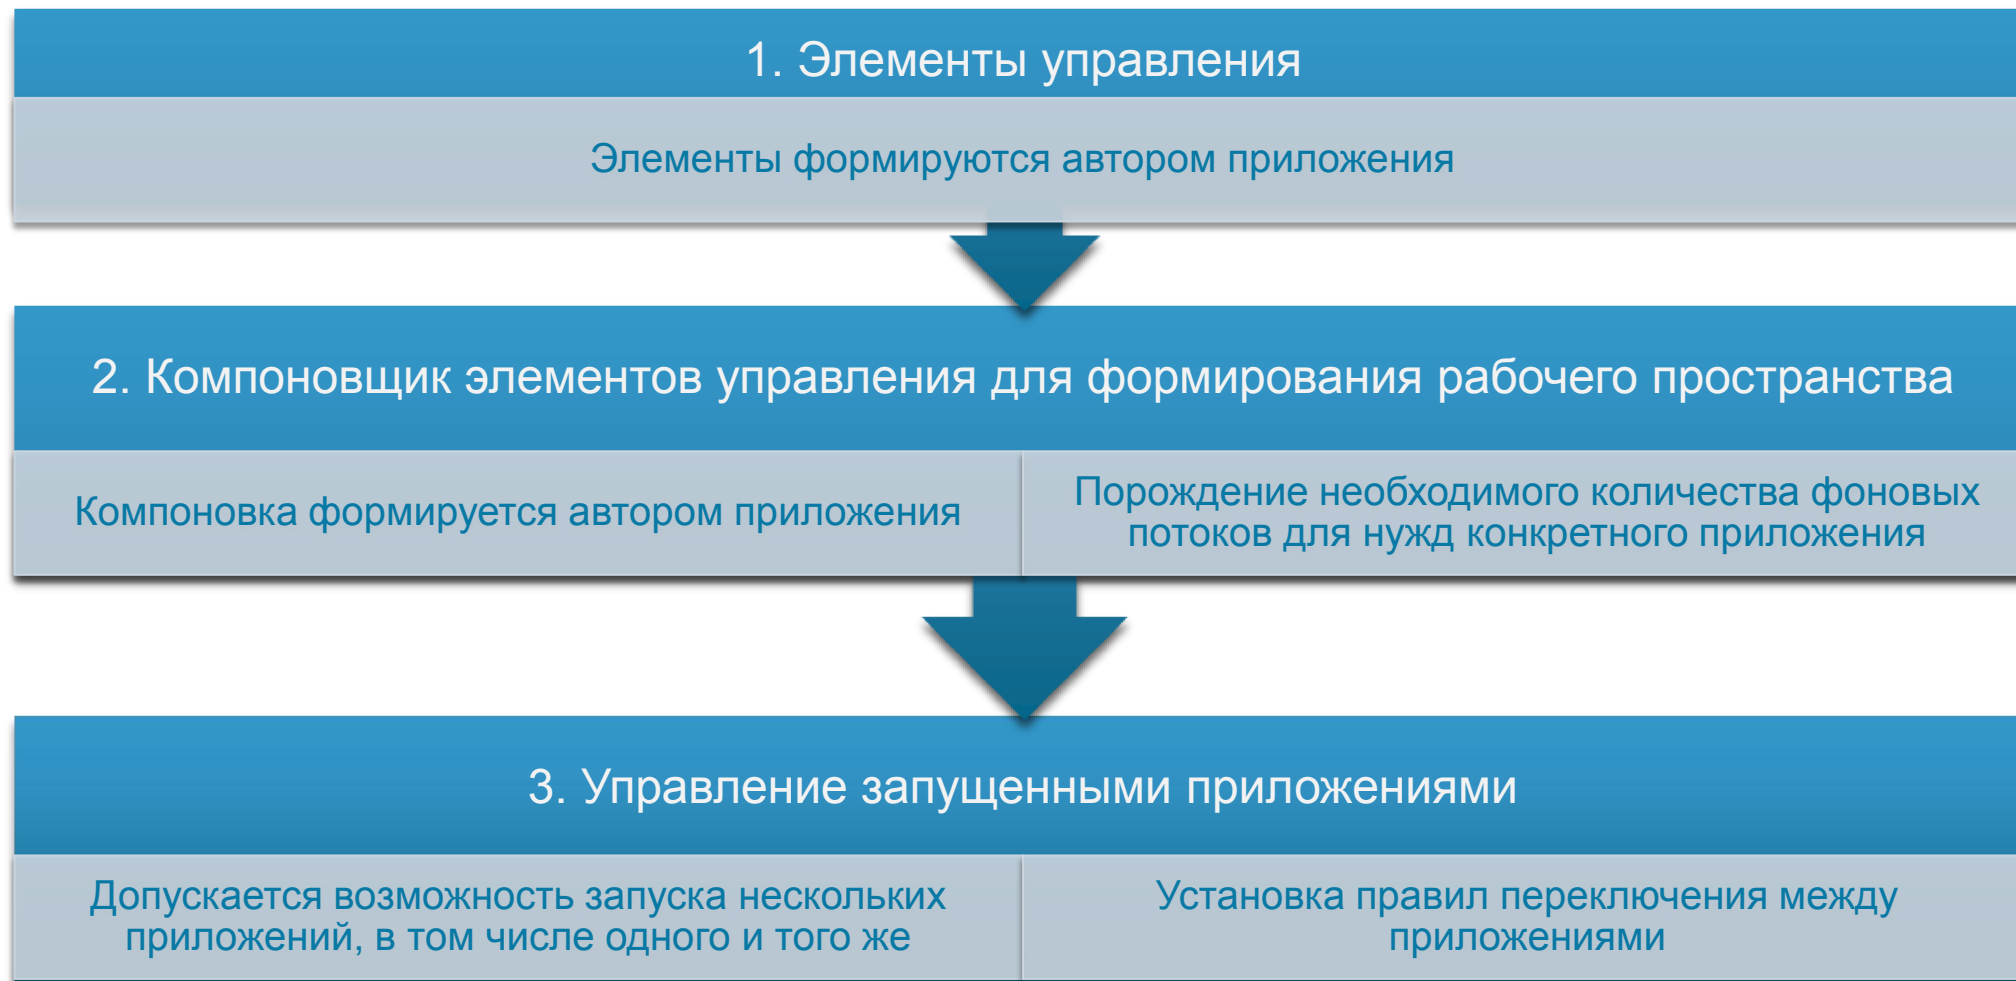 1. Элементы управления
Элементы формируются автором приложения
2. Компоновщик элементов управления для формирования рабочего пространства
Компоновка формируется автором приложения
Порождение необходимого количества фоновых
потоков для нужд конкретного приложения
3. Управление запущенными приложениями
Допускается возможность запуска нескольких
приложений, в том числе одного и того же
Установка правил переключения между
приложениями